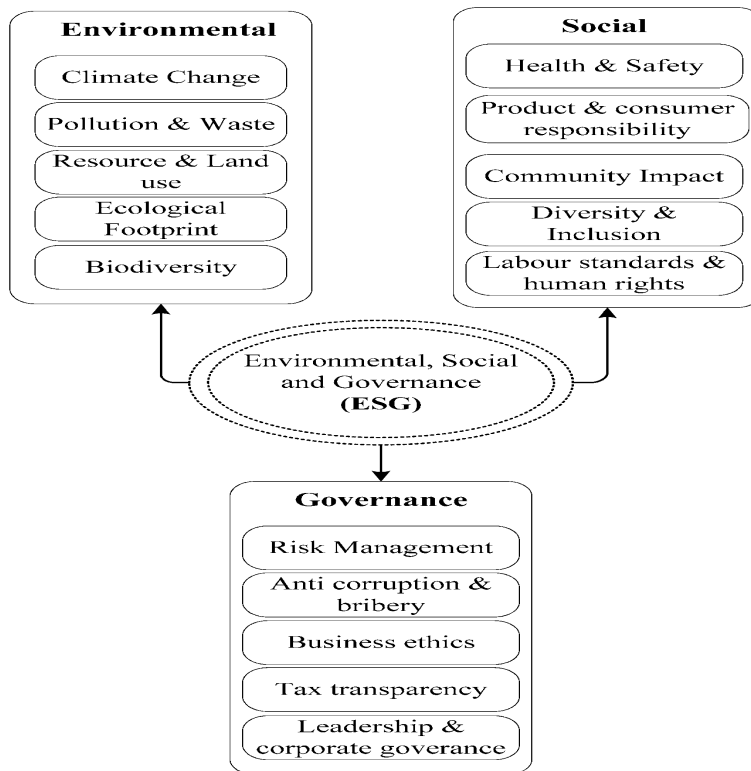 Environmental
Climate Change
Pollution & Waste
Resource & Land
use
Ecological
Footprint
Biodiversity
Social
Health & Safety
Product & consumer
responsibility
Community Impact
Diversity &
Inclusion
Labour standards &
human rights
Environmental, Social
and Governance
(ESG)
Governance
Risk Management
Anti corruption &
bribery
Business ethics
Tax transparency
Leadership &
corporate goverance